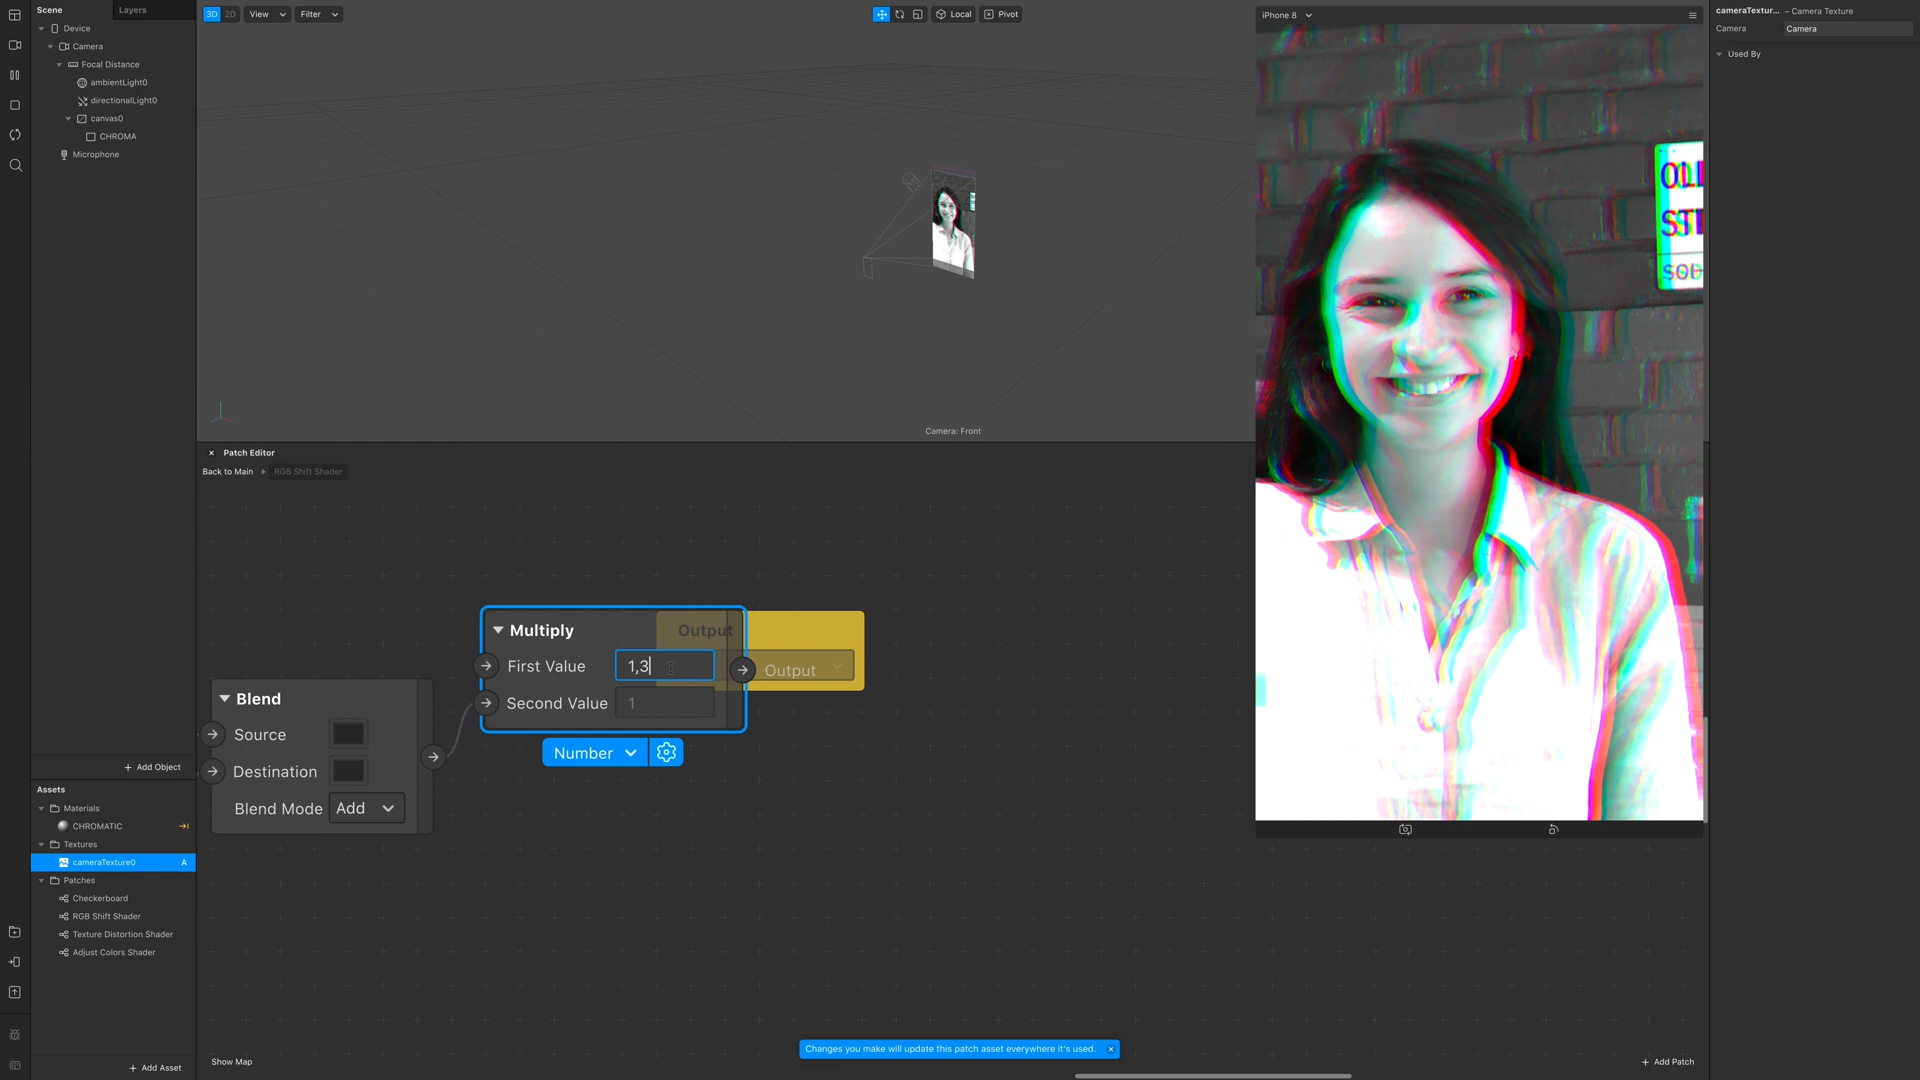 Scene
Layers
Device
Camera
Focal Distance
ambientLight0
directionalLight0
canvas0
CHROMA
Microphone
+ Add Object
Assets
Materials
CHROMATIC
Textures
cameraTexture0 A
Patches
Checkerboard
RGB Shift Shader
Texture Distortion Shader
Adjust Colors Shader
+ Add Asset
3D 2D View Filter
Local Pivot
Camera: Front
× Patch Editor
Back to Main RGB Shift Shader
Blend
Source
Destination
Blend Mode Add
Multiply
First Value 1,3
Second Value 1
Number
Output
Output
Show Map
Changes you make will update this patch asset everywhere it's used. ×
+ Add Patch
iPhone 8
OLD
ST
SOU
cameraTextur... – Camera Texture
Camera Camera
Used By